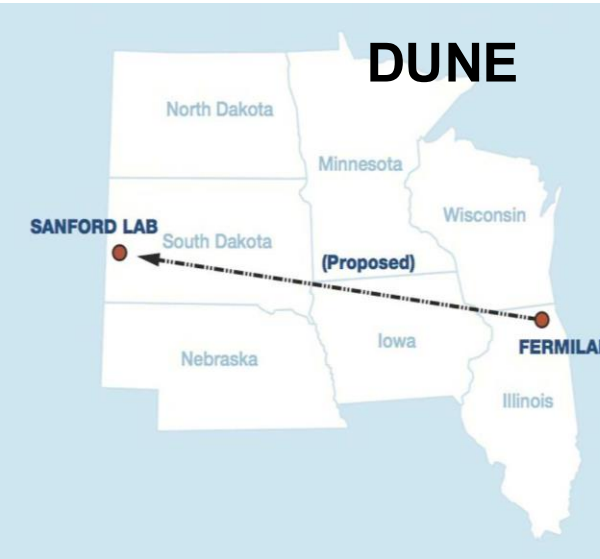 DUNE
North Dakota
Minnesota
Wisconsin
SANFORD LAB
South Dakota
(Proposed)
Iowa
FERMILA
Nebraska
Illinois